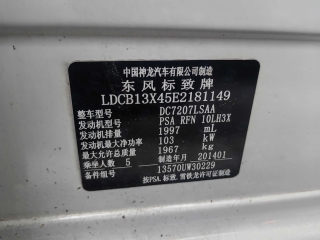 中国神龙汽车有限公司制造
东风标致牌
LDCB13X45E2181149
整车型号 DC7207LSAA
发动机型号 PSA RFN 10LH3X
发动机排量 1997 mL
发动机功率 103 kW
最大允许总质量 1967 kg
乘坐人数 5 制造年月 201401
备件组号 13570UW30229
按PSA.标致.雪铁龙许可证制造